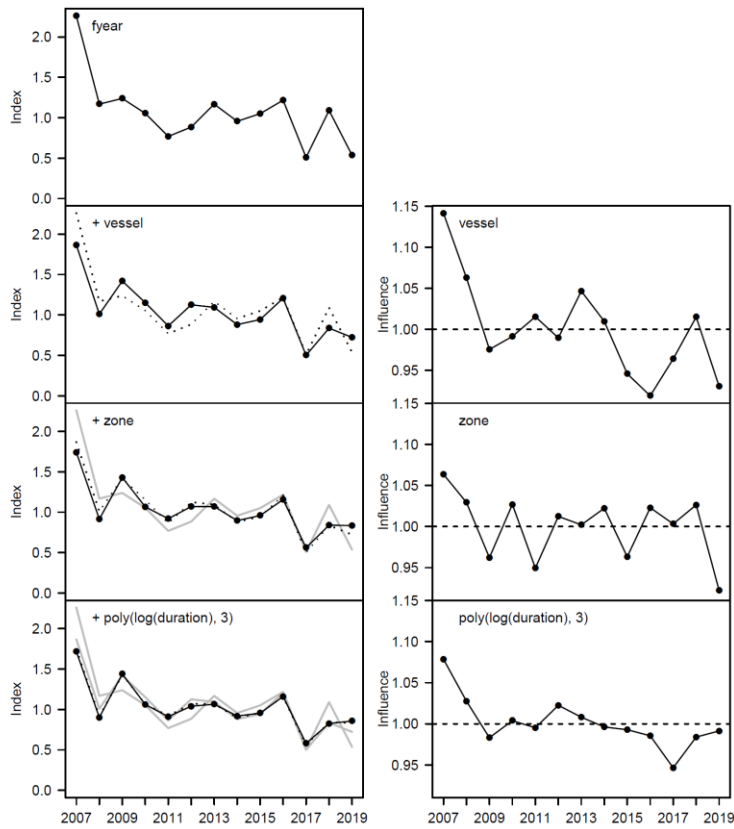 fyear
2.0
1.5
1.0
0.5
0.0
Index
+ vessel
2.0
1.5
1.0
0.5
0.0
Index
vessel
1.15
1.10
1.05
1.00
0.95
Influence
+ zone
2.0
1.5
1.0
0.5
0.0
Index
zone
1.15
1.10
1.05
1.00
0.95
Influence
+ poly(log(duration), 3)
2.0
1.5
1.0
0.5
0.0
Index
poly(log(duration), 3)
1.15
1.10
1.05
1.00
0.95
Influence
2007 2009 2011 2013 2015 2017 2019
2007 2009 2011 2013 2015 2017 2019